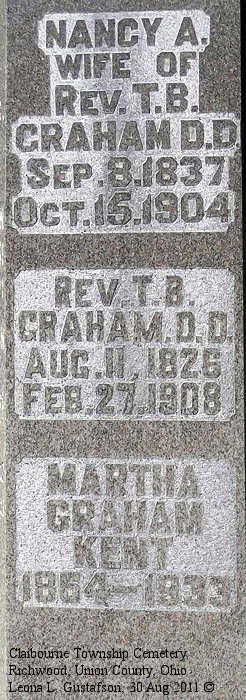 NANCY A.
WIFE OF
REV. T.B.
GRAHAM D.D.
SEP. 8. 1837
OCT. 15. 1904
REV. T. B.
GRAHAM, D. D.
AUG. 11, 1826
FEB. 27, 1908
MARTHA
GRAHAM
KENT
1864–1933
Claibourne Township Cemetery
Richwood, Union County, Ohio
Leona L. Gustafson, 30 Aug 2011 ©